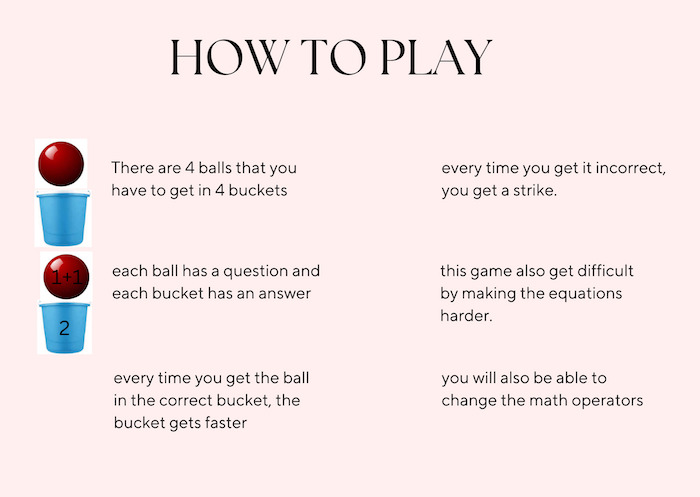 HOW TO PLAY
There are 4 balls that you
have to get in 4 buckets
1+1
2
each ball has a question and
each bucket has an answer
every time you get the ball
in the correct bucket, the
bucket gets faster
every time you get it incorrect,
you get a strike.
this game also get difficult
by making the equations
harder.
you will also be able to
change the math operators